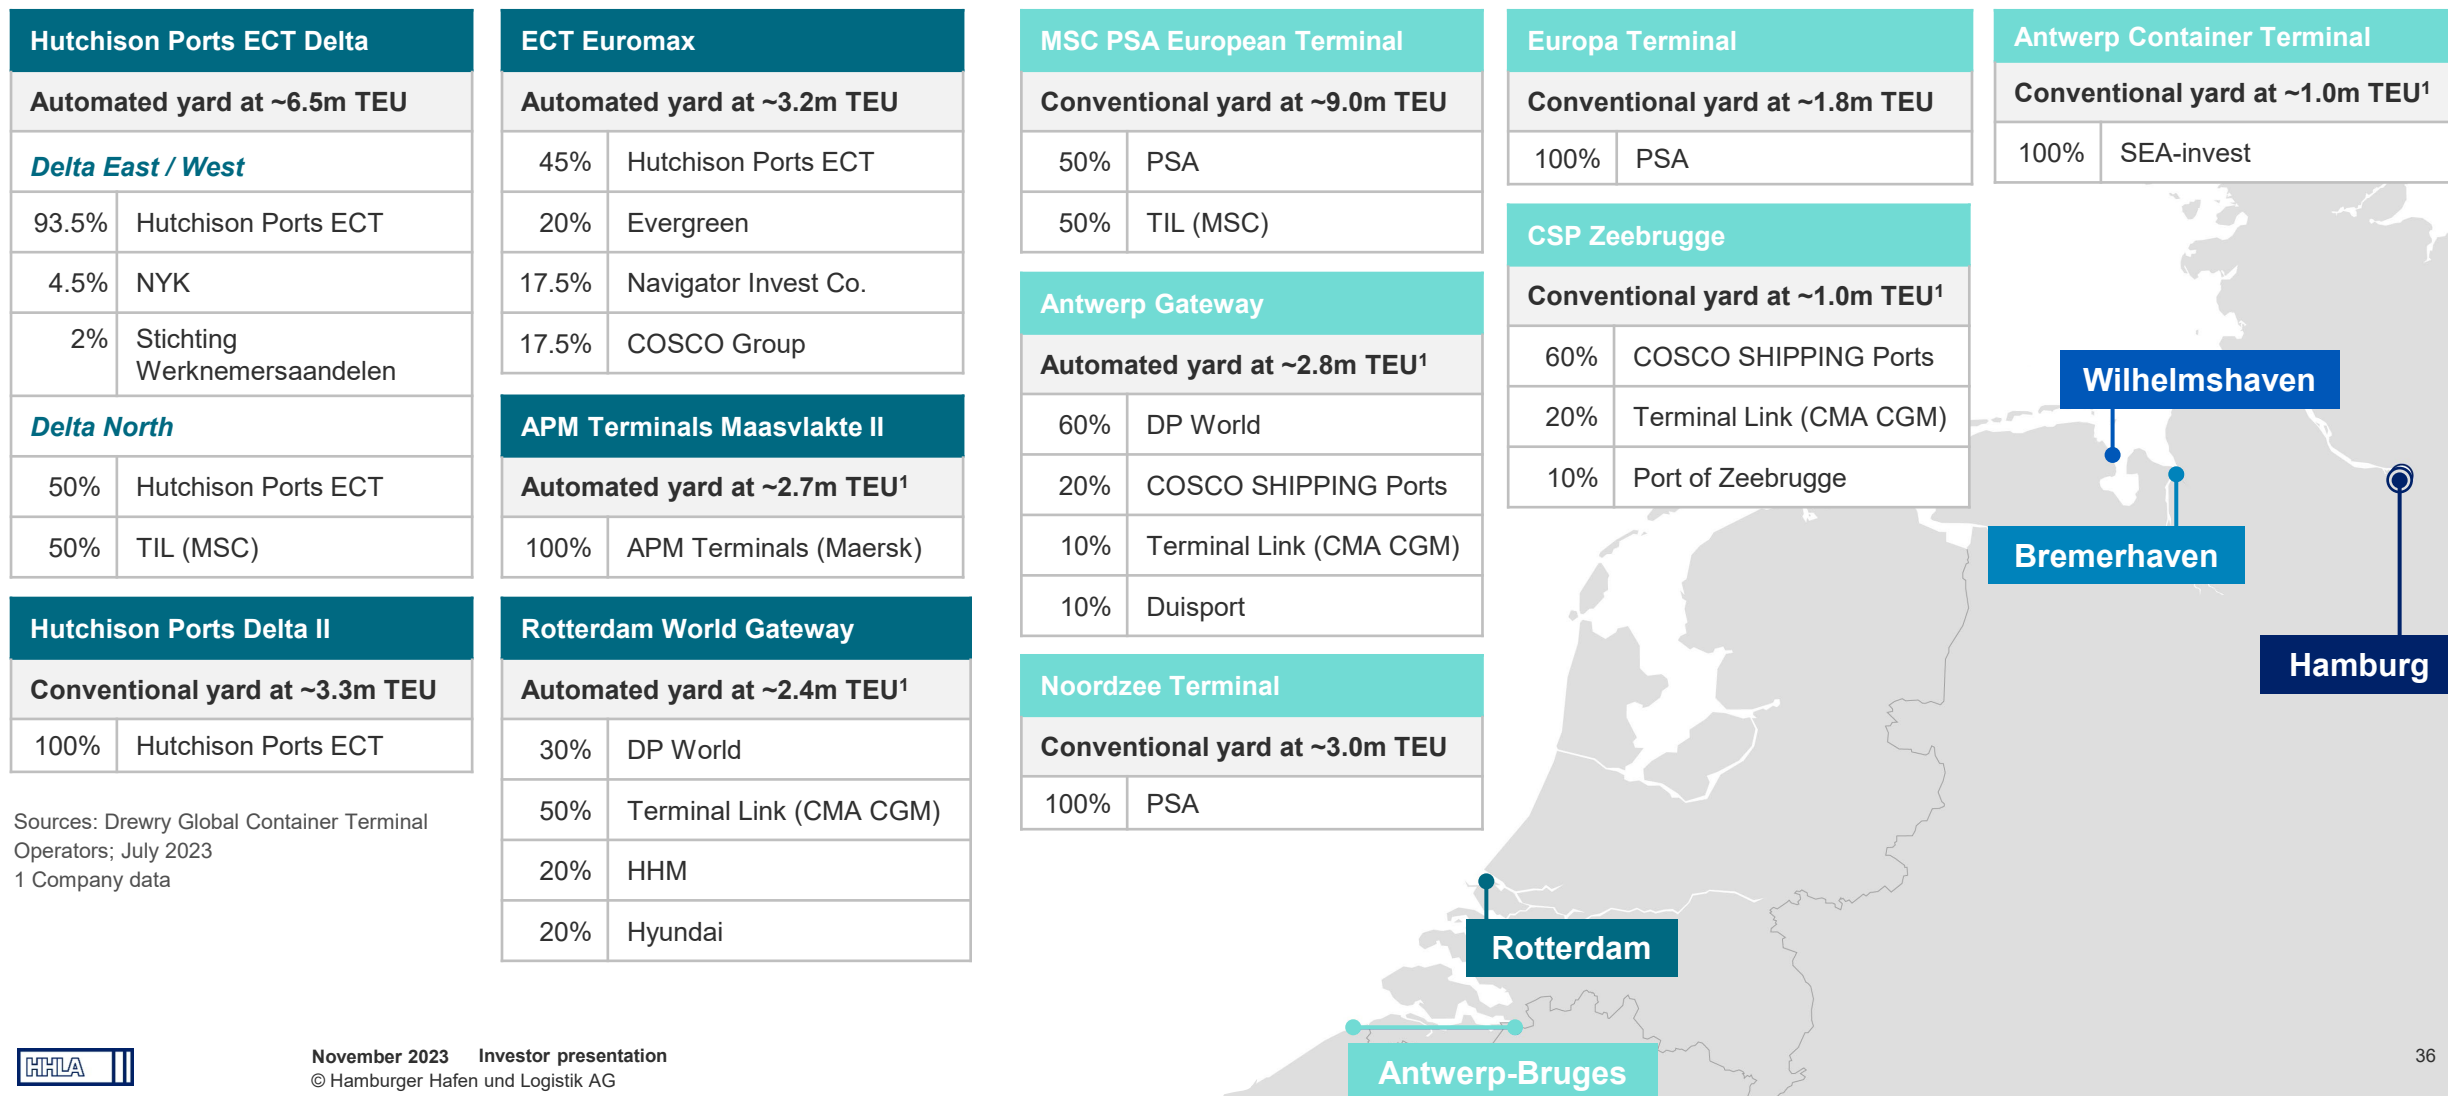 Hutchison Ports ECT Delta
Automated yard at ~6.5m TEU
Delta East / West
93.5% Hutchison Ports ECT
4.5% NYK
2% Stichting
Werknemersaandelen
Delta North
50% Hutchison Ports ECT
50% TIL (MSC)
Hutchison Ports Delta II
Conventional yard at ~3.3m TEU
100% Hutchison Ports ECT
Sources: Drewry Global Container Terminal
Operators; July 2023
1 Company data
ECT Euromax
Automated yard at ~3.2m TEU
45% Hutchison Ports ECT
20% Evergreen
17.5% Navigator Invest Co.
17.5% COSCO Group
APM Terminals Maasvlakte II
Automated yard at ~2.7m TEU¹
100% APM Terminals (Maersk)
Rotterdam World Gateway
Automated yard at ~2.4m TEU¹
30% DP World
50% Terminal Link (CMA CGM)
20% HHM
20% Hyundai
MSC PSA European Terminal
Conventional yard at ~9.0m TEU
50% PSA
50% TIL (MSC)
Antwerp Gateway
Automated yard at ~2.8m TEU¹
60% DP World
20% COSCO SHIPPING Ports
10% Terminal Link (CMA CGM)
10% Duisport
Noordzee Terminal
Conventional yard at ~3.0m TEU
100% PSA
Europa Terminal
Conventional yard at ~1.8m TEU
100% PSA
CSP Zeebrugge
Conventional yard at ~1.0m TEU¹
60% COSCO SHIPPING Ports
20% Terminal Link (CMA CGM)
10% Port of Zeebrugge
Antwerp Container Terminal
Conventional yard at ~1.0m TEU¹
100% SEA-invest
Wilhelmshaven
Bremerhaven
Hamburg
Rotterdam
Antwerp-Bruges
HHLA
November 2023 Investor presentation
© Hamburger Hafen und Logistik AG
36